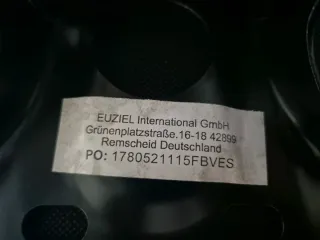 EUZIEL International GmbH
Grünenplatzstraße.16-18 42899
Remscheid Deutschland
PO: 1780521115FBVES